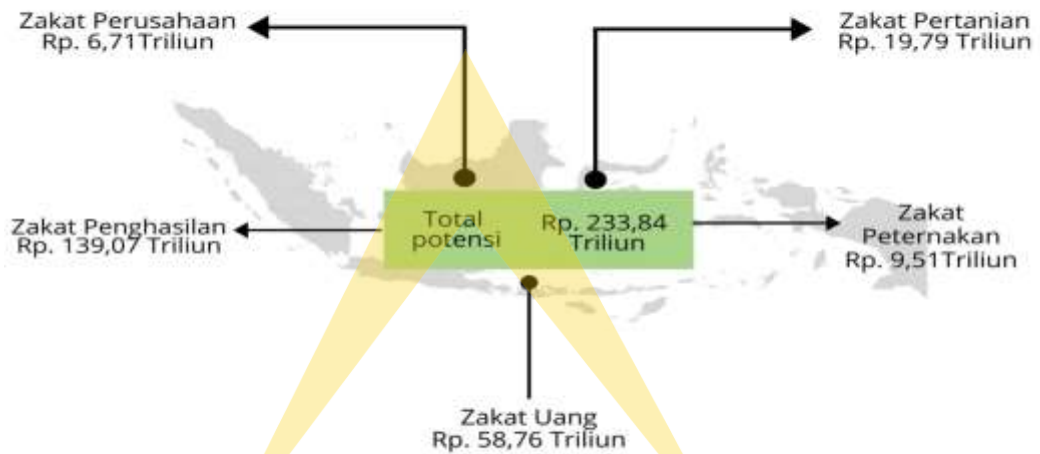 Zakat Perusahaan
Rp. 6,71Triliun
Zakat Pertanian
Rp. 19,79 Triliun
Zakat Penghasilan
Rp. 139,07 Triliun
Total
potensi
Rp. 233,84
Triliun
Zakat
Peternakan
Rp. 9,51Triliun
Zakat Uang
Rp. 58,76 Triliun